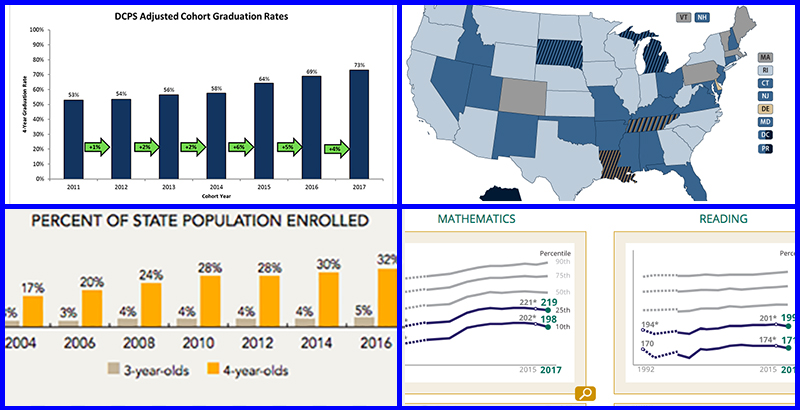 DCPS Adjusted Cohort Graduation Rates
4-Year Graduation Rate
100%
90%
80%
70%
60%
50%
40%
30%
20%
10%
0%
53%
54%
56%
58%
64%
69%
73%
+1%
+2%
+2%
+6%
+5%
+4%
2011
2012
2013
2014
2015
2016
2017
Cohort Year
VT
NH
MA
RI
CT
NJ
DE
MD
DC
PR
PERCENT OF STATE POPULATION ENROLLED
17%
20%
3%
24%
4%
28%
4%
28%
4%
30%
4%
32%
5%
2004
2006
2008
2010
2012
2014
2016
3-year-olds
4-year-olds
MATHEMATICS
Percentile
90th
75th
50th
221* 219
25th
202* 198
10th
2015 2017
READING
194*
201* 199
170
174* 171
1992
2015 201